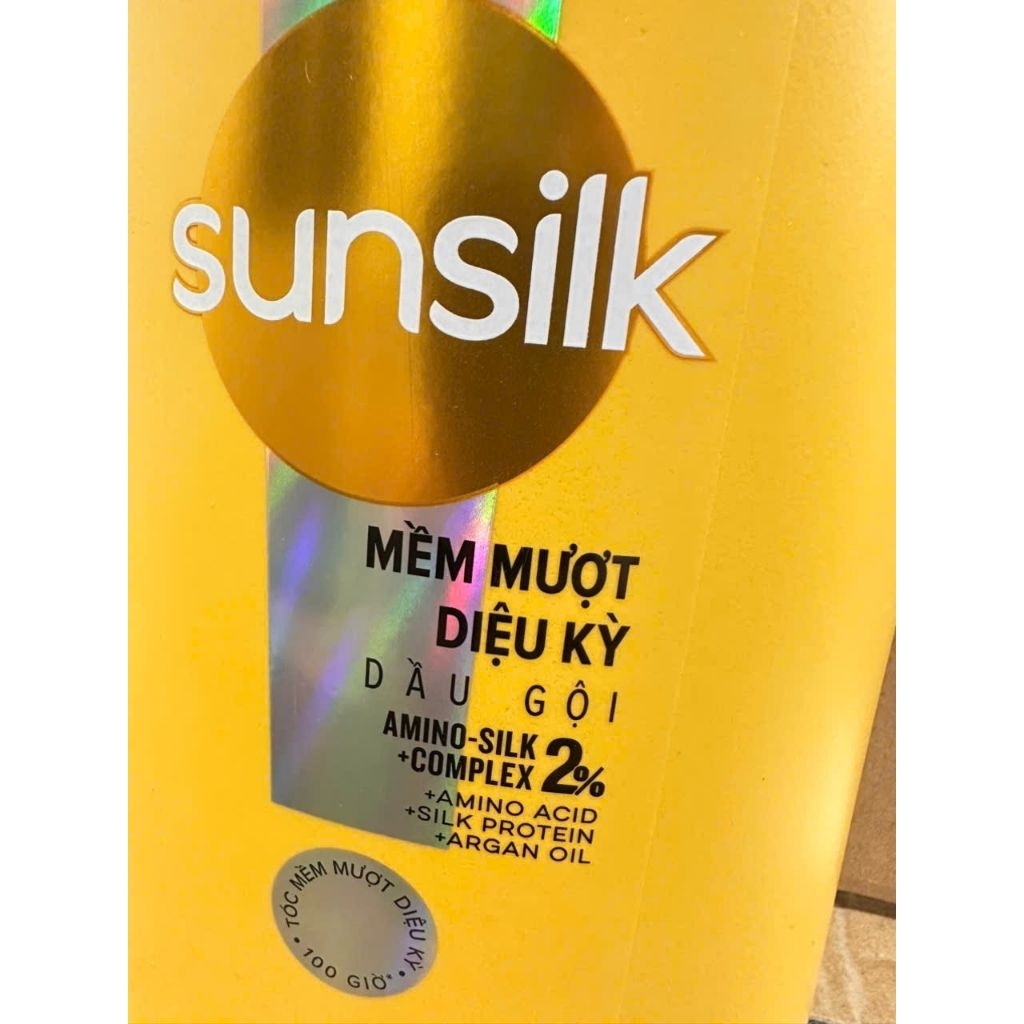 sunsilk
MỀM MƯỢT
DIỆU KỲ
DẦU GỘI
AMINO-SILK
+COMPLEX 2%
+AMINO ACID
+SILK PROTEIN
+ARGAN OIL
• TÓC MỀM MƯỢT DIỆU KỲ •
100 GIỜ*